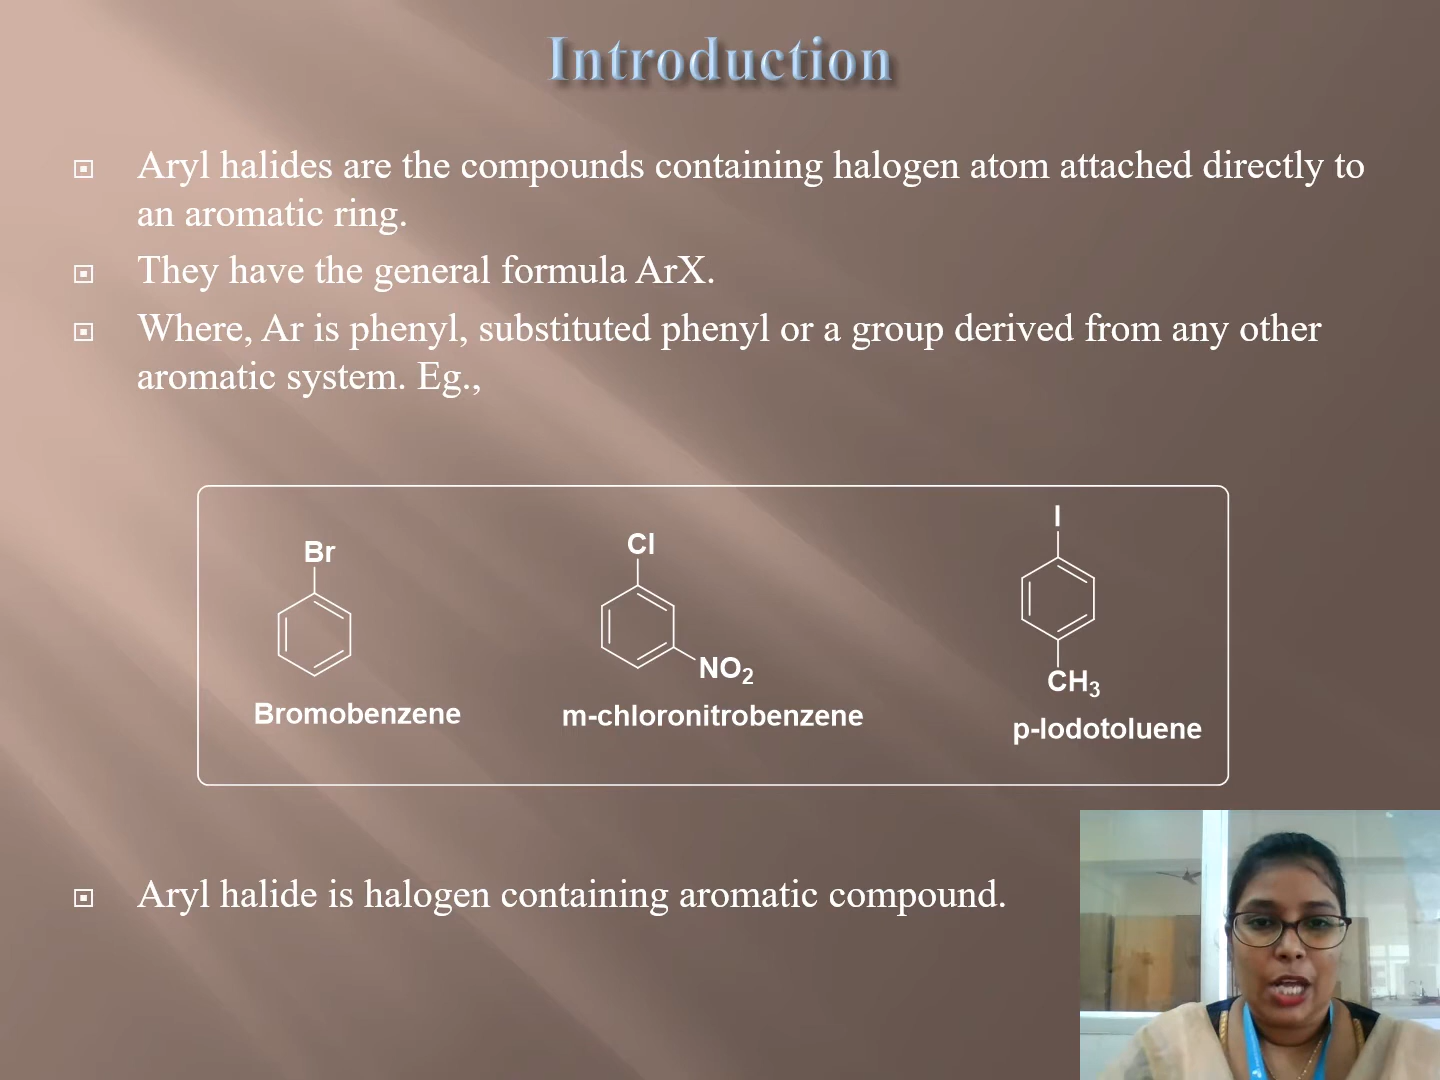 Introduction
Aryl halides are the compounds containing halogen atom attached directly to
an aromatic ring.
They have the general formula ArX.
Where, Ar is phenyl, substituted phenyl or a group derived from any other
aromatic system. Eg.,
Br
Bromobenzene
Cl
NO2
m-chloronitrobenzene
I
CH3
p-Iodotoluene
Aryl halide is halogen containing aromatic compound.